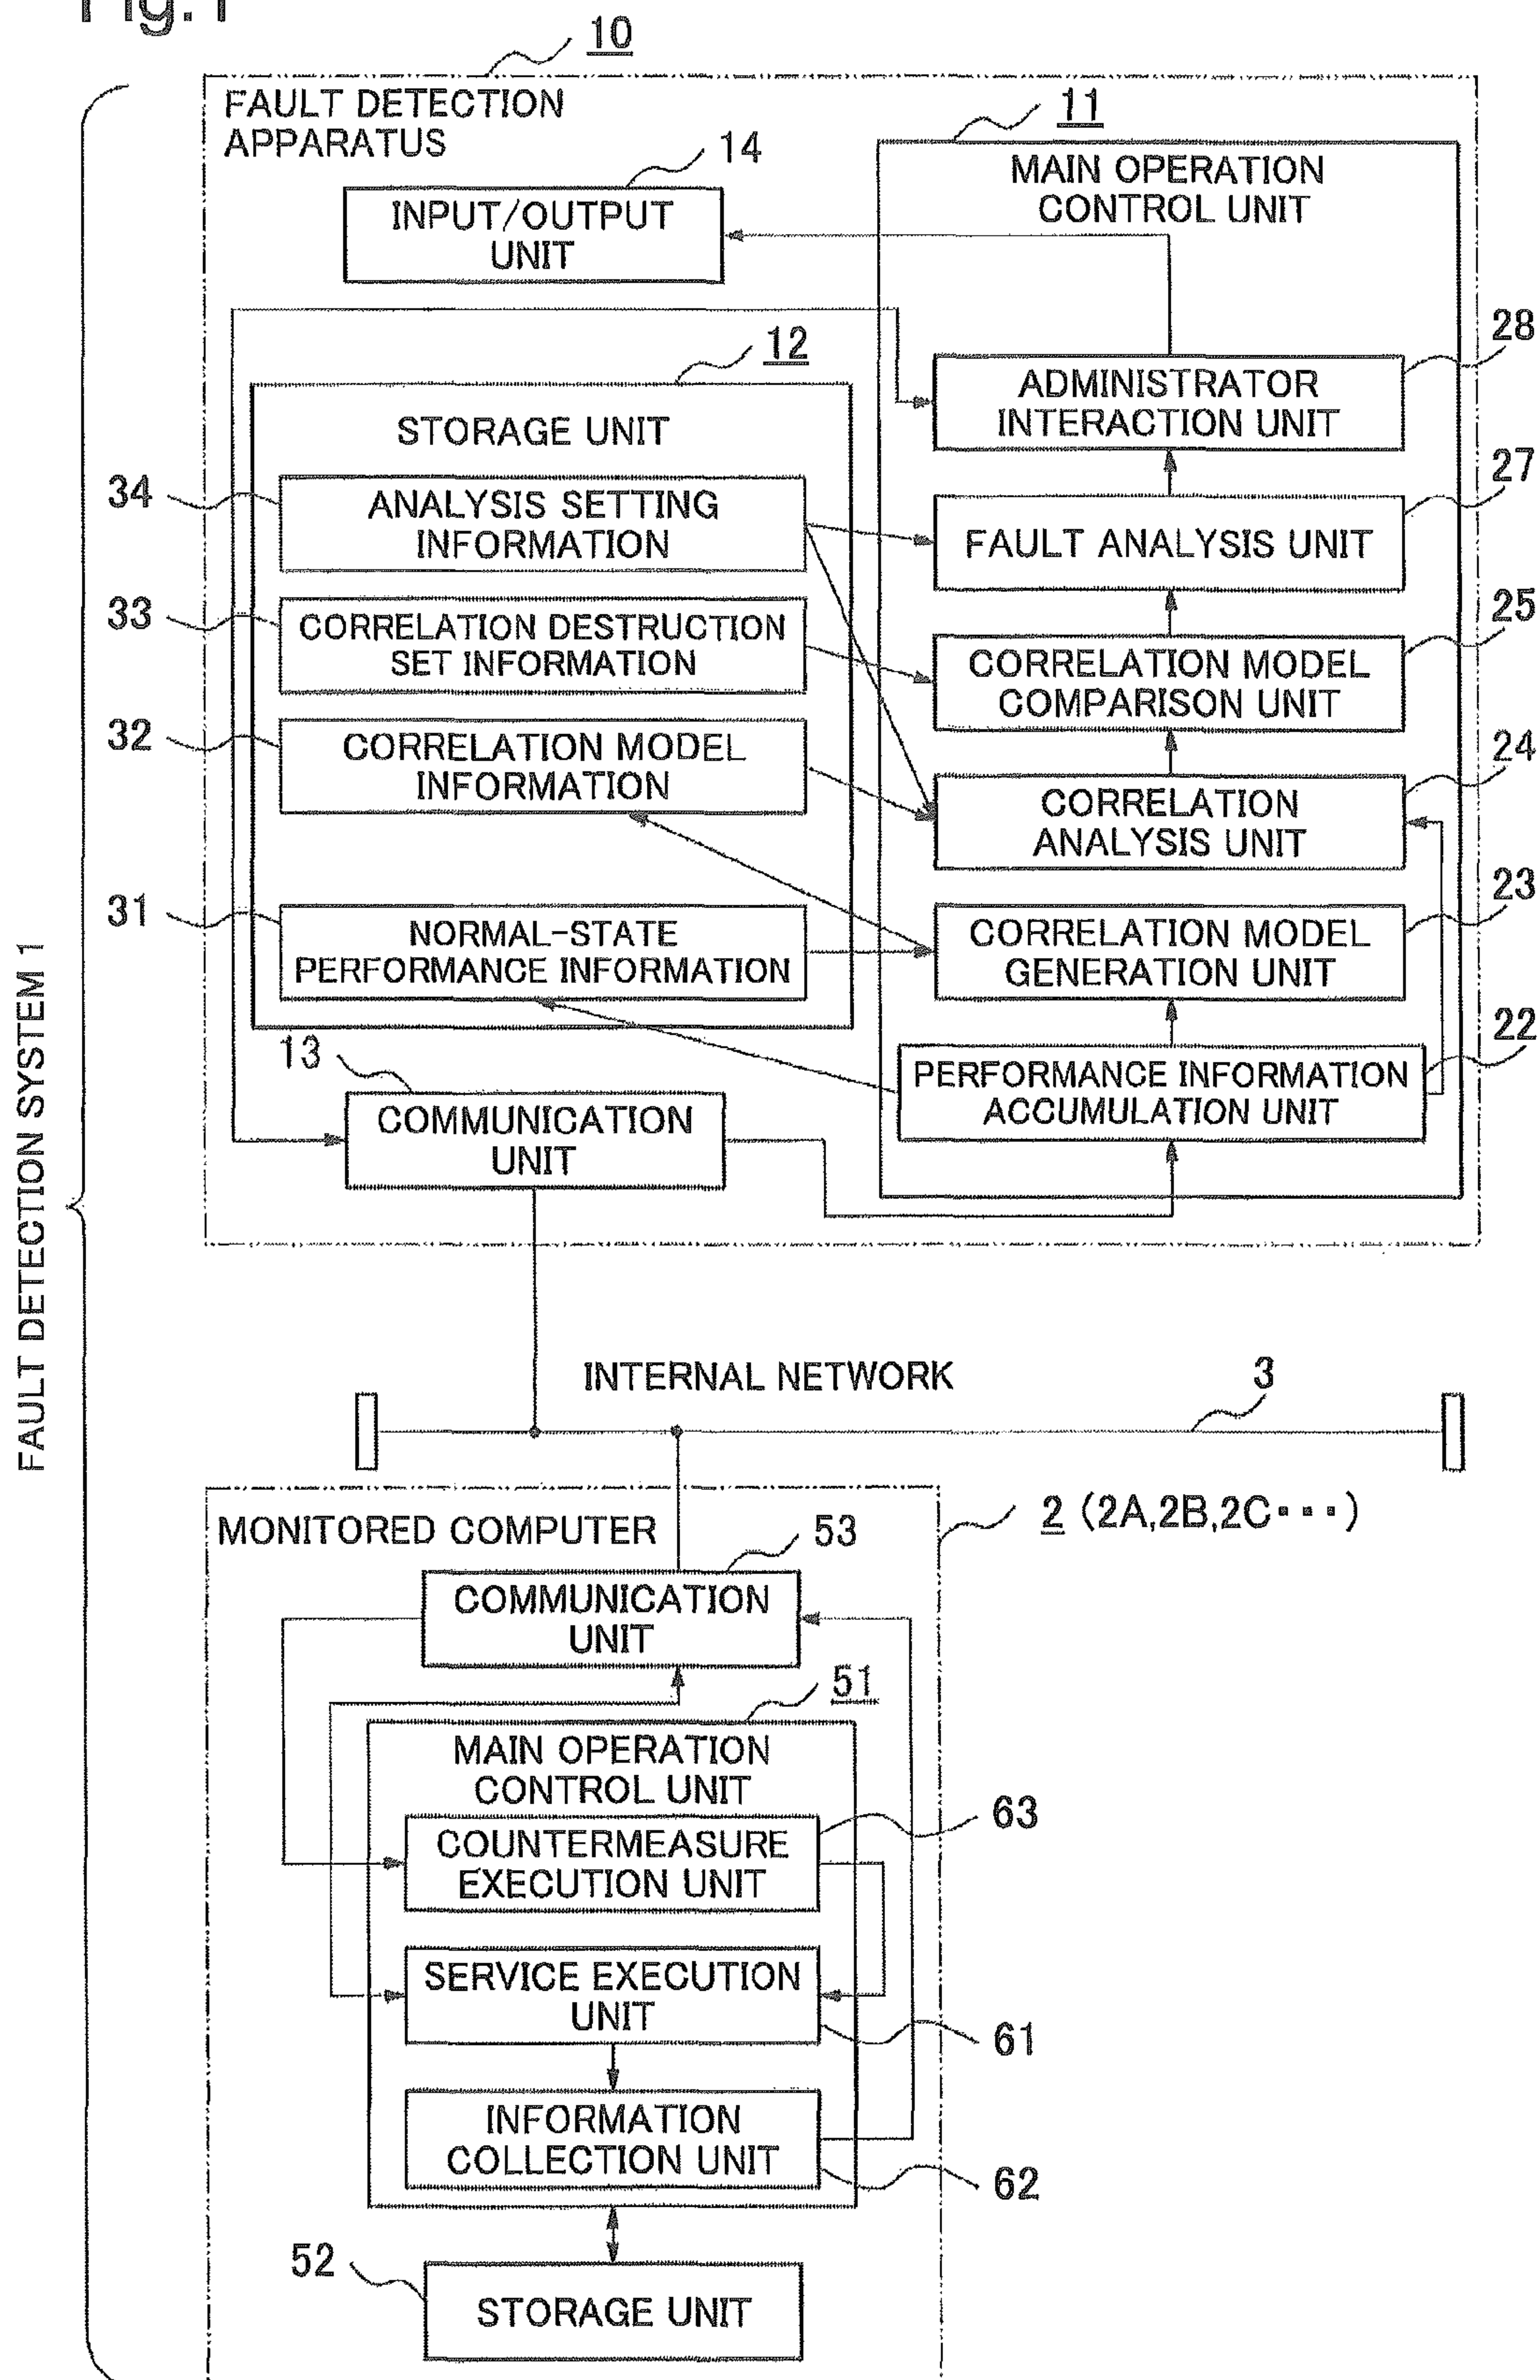 Fig.1
10
FAULT DETECTION
APPARATUS
11
14
MAIN OPERATION
CONTROL UNIT
INPUT/OUTPUT
UNIT
28
12
ADMINISTRATOR
INTERACTION UNIT
STORAGE UNIT
27
34
ANALYSIS SETTING
INFORMATION
FAULT ANALYSIS UNIT
25
33
CORRELATION DESTRUCTION
SET INFORMATION
CORRELATION MODEL
COMPARISON UNIT
32
24
CORRELATION MODEL
INFORMATION
CORRELATION
ANALYSIS UNIT
23
31
NORMAL-STATE
PERFORMANCE INFORMATION
CORRELATION MODEL
GENERATION UNIT
22
13
PERFORMANCE INFORMATION
ACCUMULATION UNIT
COMMUNICATION
UNIT
FAULT DETECTION SYSTEM 1
INTERNAL NETWORK
3
2 (2A,2B,2C···)
MONITORED COMPUTER
53
COMMUNICATION
UNIT
51
MAIN OPERATION
CONTROL UNIT
63
COUNTERMEASURE
EXECUTION UNIT
SERVICE EXECUTION
UNIT
61
INFORMATION
COLLECTION UNIT
62
52
STORAGE UNIT